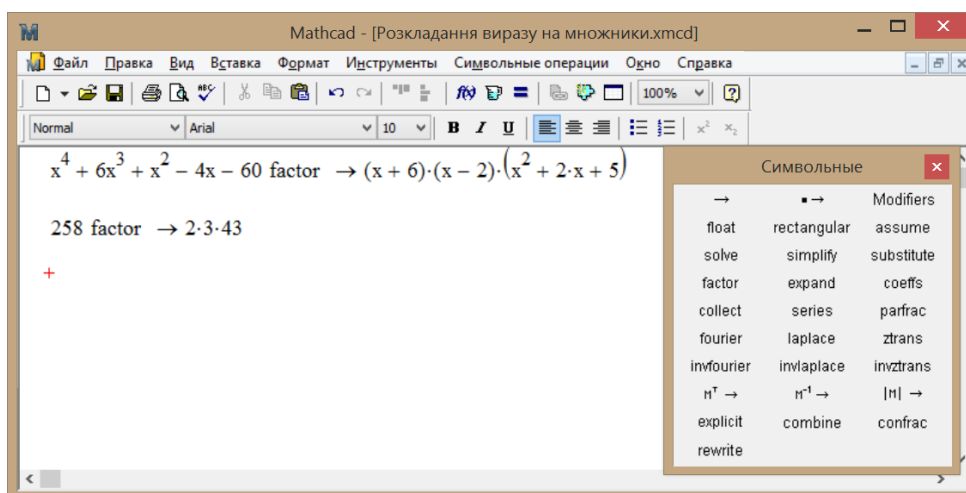 Mathcad - [Розкладання виразу на множники.xmcd]
Файл Правка Вид Вставка Формат Инструменты Символьные операции Окно Справка
100%
Normal Arial 10 B I U x² x₂
x⁴ + 6x³ + x² − 4x − 60 factor → (x + 6)·(x − 2)·(x² + 2·x + 5)
258 factor → 2·3·43
Символьные
→ ▪ → Modifiers
float rectangular assume
solve simplify substitute
factor expand coeffs
collect series parfrac
fourier laplace ztrans
invfourier invlaplace invztrans
Mᵀ → M⁻¹ → |M| →
explicit combine confrac
rewrite